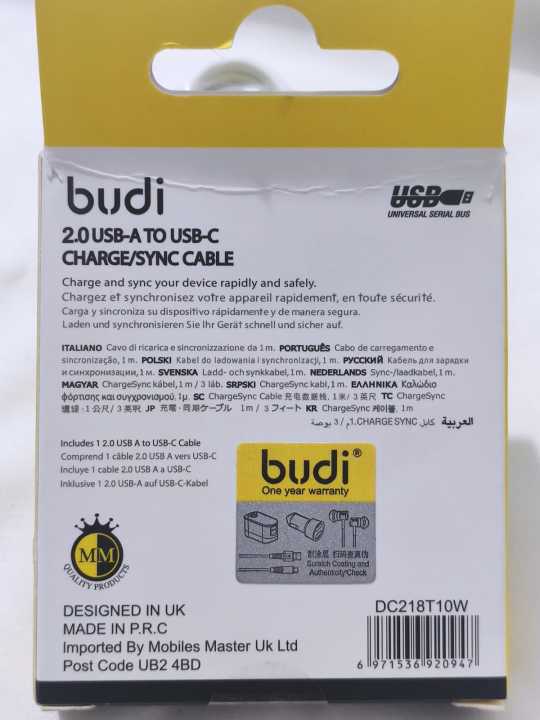 budi
USB
UNIVERSAL SERIAL BUS
2.0 USB-A TO USB-C
CHARGE/SYNC CABLE
Charge and sync your device rapidly and safely.
Chargez et synchronisez votre appareil rapidement, en toute sécurité.
Carga y sincroniza su dispositivo rápidamente y de manera segura.
Laden und synchronisieren Sie Ihr Gerät schnell und sicher auf.
ITALIANO Cavo di ricarica e sincronizzazione da 1m. PORTUGUÊS Cabo de carregamento e
sincronização, 1 m. POLSKI Kabel do ladowania i synchronizacji, 1 m. РУССКИЙ Кабель для зарядки
и синхронизации, 1 м. SVENSKA Ladd- och synkkabel, 1 m. NEDERLANDS Sync-/laadkabel, 1 m.
MAGYAR ChargeSync kábel, 1 m / 3 láb. SRPSKI ChargeSync kabl, 1 m. ΕΛΛΗΝΙΚΑ Καλώδιο
φόρτισης και συγχρονισμού. 1μ. SC ChargeSync Cable 充电数据线, 1米/ 3 英尺 TC ChargeSync
1 公尺/ 3 英呎 JP 充電・同期ケーブル 1m / 3 フィート KR ChargeSync 케이블. 1m
العربية كابل CHARGE SYNC. 1م / 3 بوصة
Includes 1 2.0 USB A to USB-C Cable
Comprend 1 câble 2.0 USB A vers USB-C
Incluye 1 cable 2.0 USB A a USB-C
Inklusive 1 2.0 USB-A auf USB-C-Kabel
budi®
One year warranty
刮涂层 扫码查真伪
Scratch Coating and
Authenticity Check
MM
QUALITY PRODUCTS
DESIGNED IN UK
MADE IN P.R.C
Imported By Mobiles Master Uk Ltd
Post Code UB2 4BD
DC218T10W
6 971536 920947